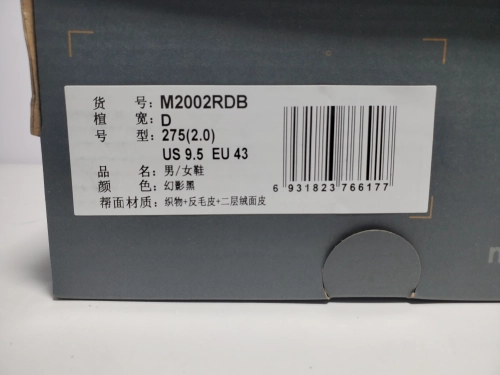 货 号: M2002RDB
楦 宽: D
号 型: 275(2.0)
US 9.5 EU 43
品 名: 男/女鞋
颜 色: 幻影黑
帮面材质: 织物+反毛皮+二层绒面皮
6 931823 766177